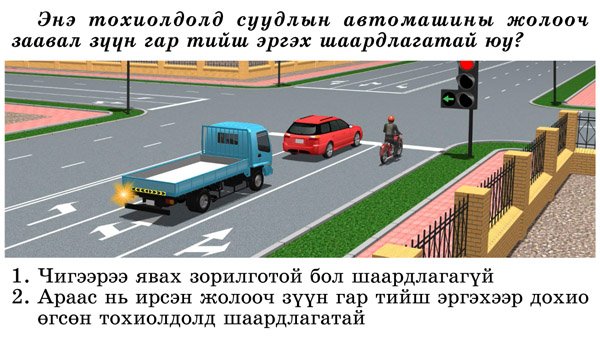 Энэ тохиолдолд суудлын автомашины жолооч
заавал зүүн гар тийш эргэх шаардлагатай юу?
1. Чигээрээ явах зорилготой бол шаардлагагүй
2. Араас нь ирсэн жолооч зүүн гар тийш эргэхээр дохио
өгсөн тохиолдолд шаардлагатай